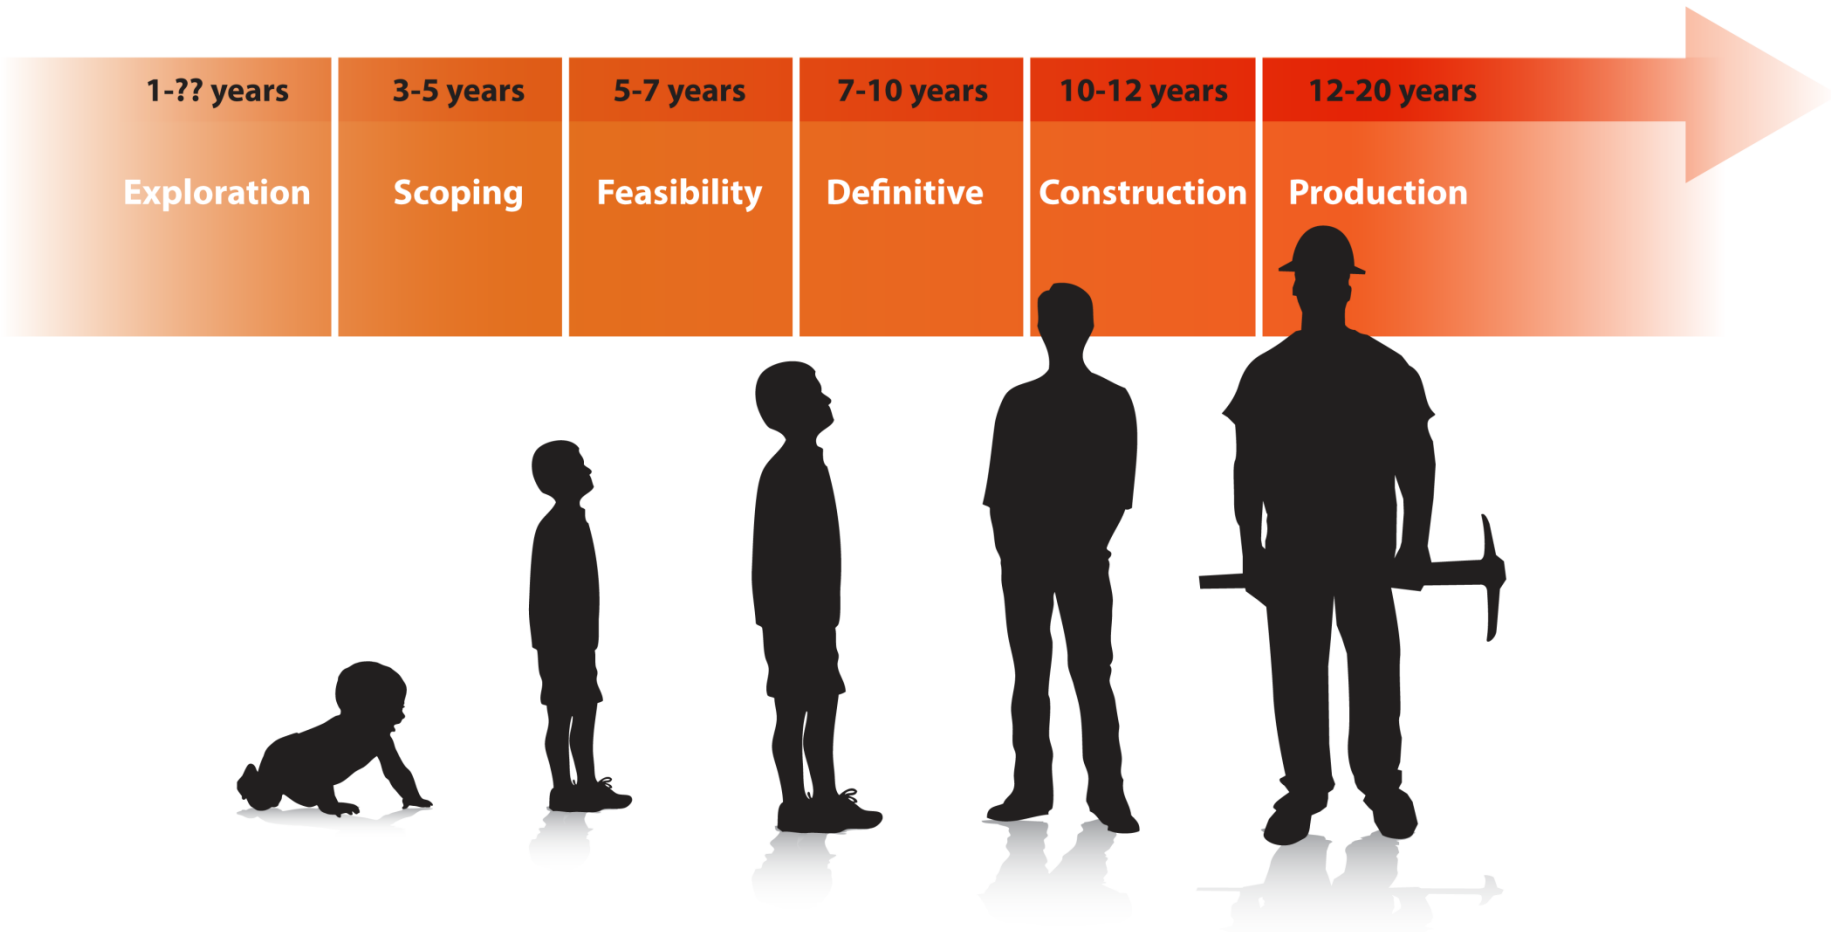 1-?? years
3-5 years
5-7 years
7-10 years
10-12 years
12-20 years
Exploration
Scoping
Feasibility
Definitive
Construction
Production